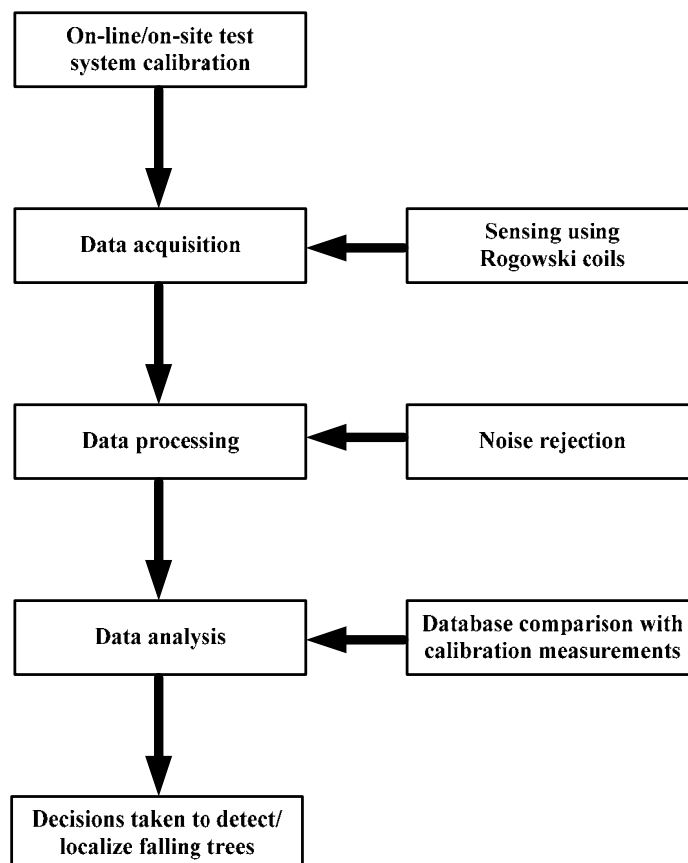 On-line/on-site test
system calibration
Data acquisition
Sensing using
Rogowski coils
Data processing
Noise rejection
Data analysis
Database comparison with
calibration measurements
Decisions taken to detect/
localize falling trees